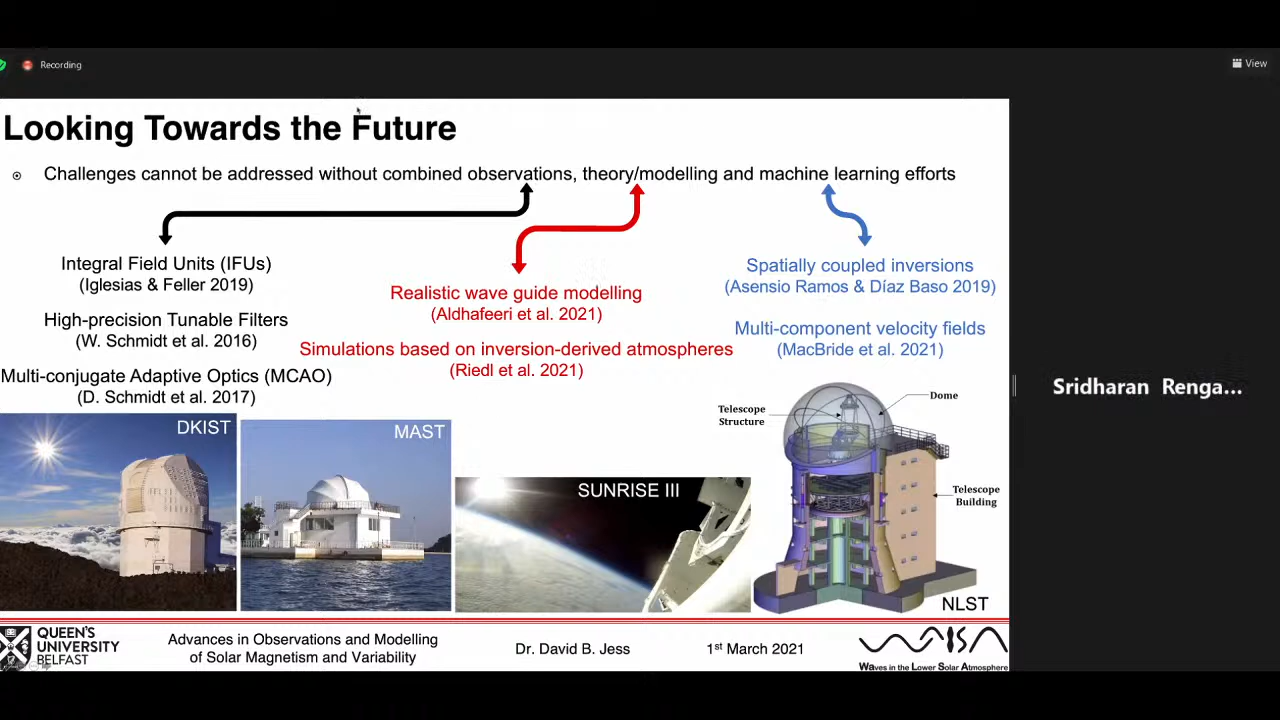 Recording
View
Looking Towards the Future
Challenges cannot be addressed without combined observations, theory/modelling and machine learning efforts
Integral Field Units (IFUs)
(Iglesias & Feller 2019)
High-precision Tunable Filters
(W. Schmidt et al. 2016)
Multi-conjugate Adaptive Optics (MCAO)
(D. Schmidt et al. 2017)
Realistic wave guide modelling
(Aldhafeeri et al. 2021)
Simulations based on inversion-derived atmospheres
(Riedl et al. 2021)
Spatially coupled inversions
(Asensio Ramos & Díaz Baso 2019)
Multi-component velocity fields
(MacBride et al. 2021)
DKIST
MAST
SUNRISE III
Telescope
Structure
Dome
Telescope
Building
NLST
Sridharan Renga...
QUEEN'S
UNIVERSITY
BELFAST
Advances in Observations and Modelling
of Solar Magnetism and Variability
Dr. David B. Jess
1st March 2021
WaLSA
Waves in the Lower Solar Atmosphere